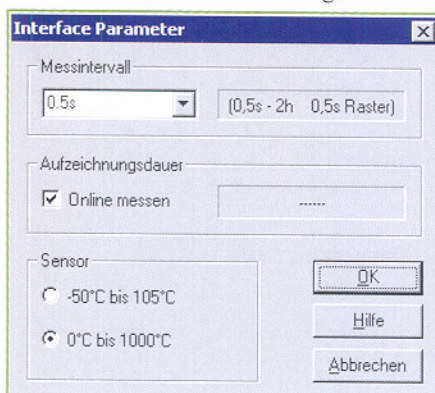 Interface Parameter
Messintervall
0.5s
(0,5s - 2h 0,5s Raster)
Aufzeichnungsdauer
Online messen
------
Sensor
-50°C bis 105°C
0°C bis 1000°C
OK
Hilfe
Abbrechen